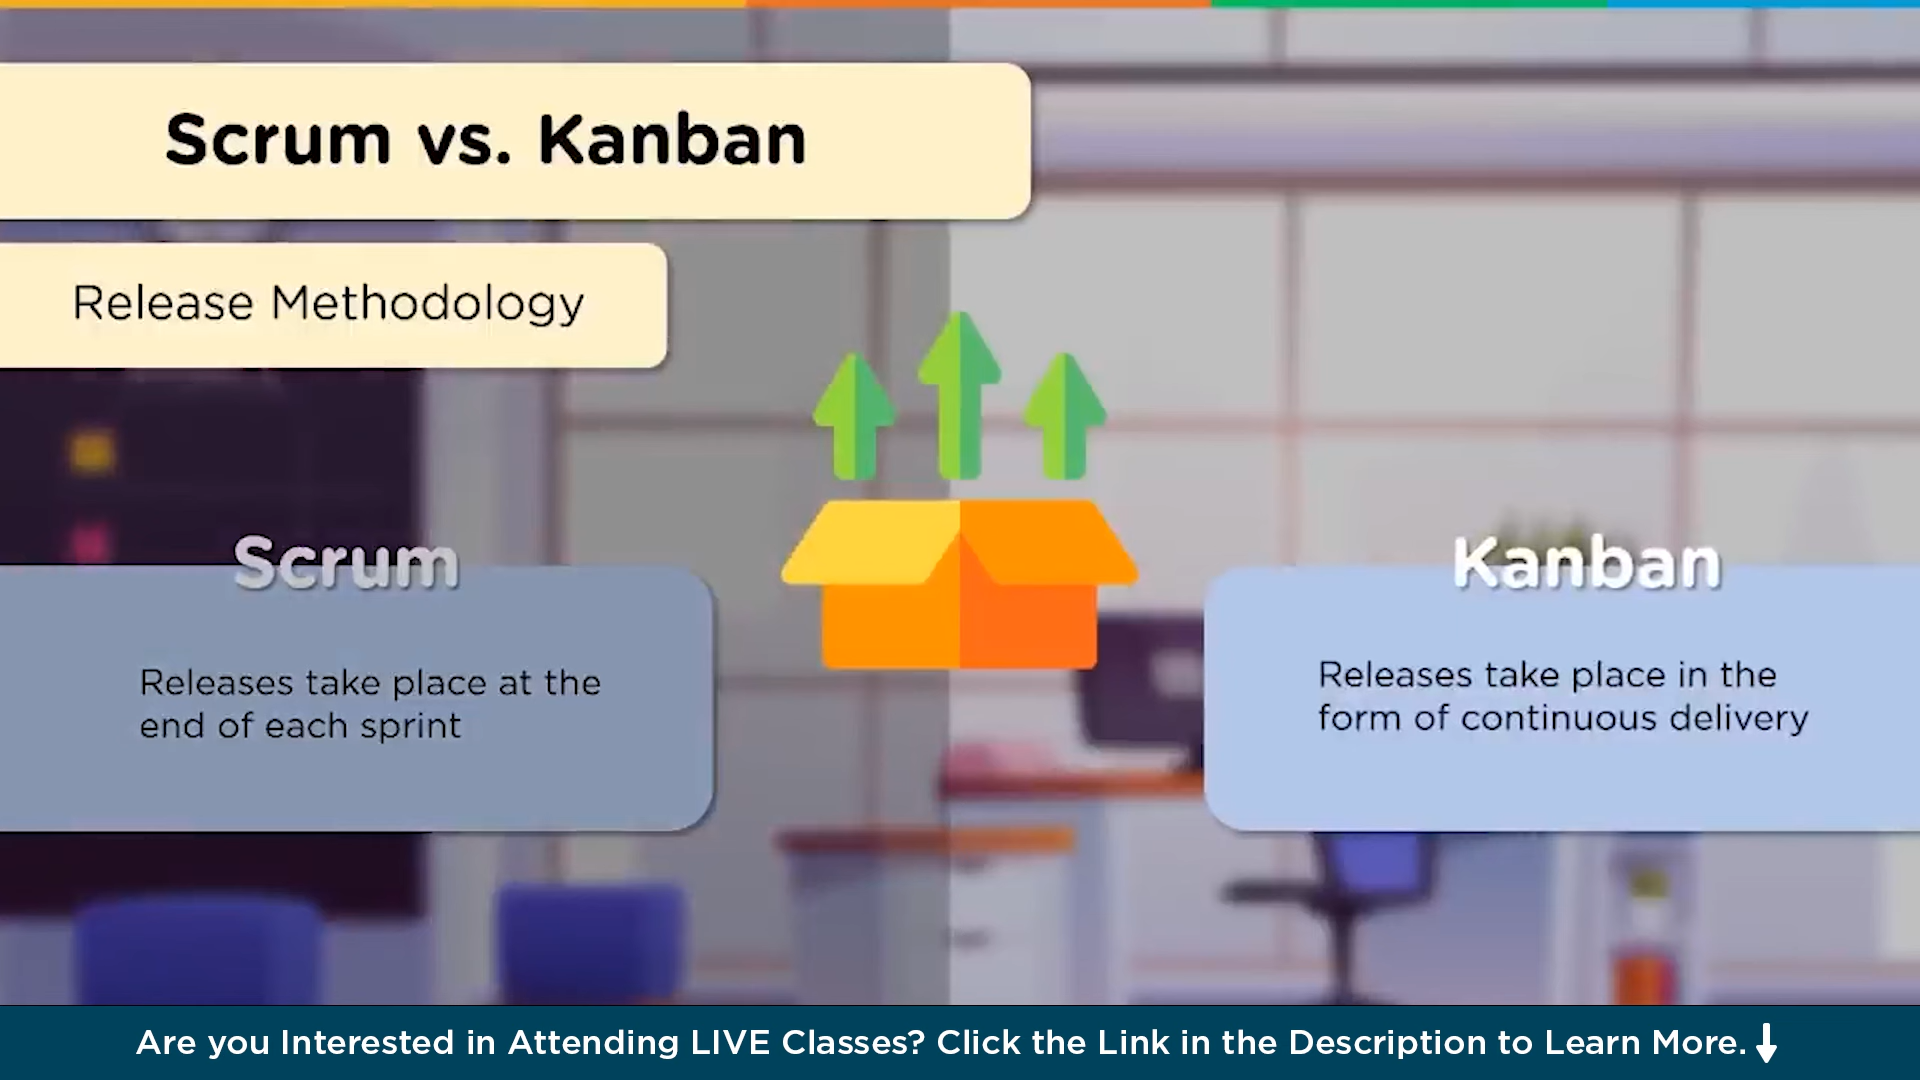 Scrum vs. Kanban
Release Methodology
Scrum
Releases take place at the
end of each sprint
Kanban
Releases take place in the
form of continuous delivery
Are you Interested in Attending LIVE Classes? Click the Link in the Description to Learn More.